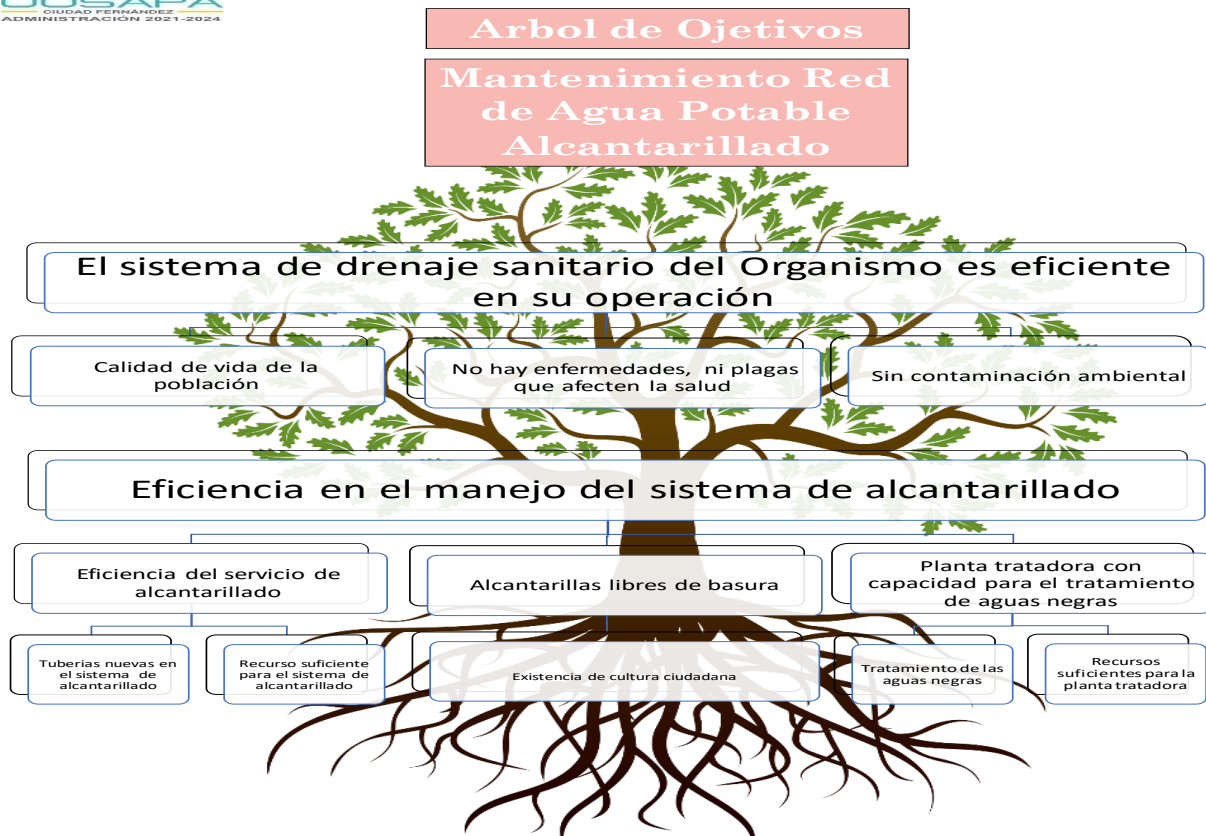 CIUDAD FERNÁNDEZ
ADMINISTRACIÓN 2021-2024
Arbol de Ojetivos
Mantenimiento Red
de Agua Potable
Alcantarillado
El sistema de drenaje sanitario del Organismo es eficiente
en su operación
Calidad de vida de la
población
No hay enfermedades, ni plagas
que afecten la salud
Sin contaminación ambiental
Eficiencia en el manejo del sistema de alcantarillado
Eficiencia del servicio de
alcantarillado
Alcantarillas libres de basura
Planta tratadora con
capacidad para el tratamiento
de aguas negras
Tuberias nuevas en
el sistema de
alcantarillado
Recurso suficiente
para el sistema de
alcantarillado
Existencia de cultura ciudadana
Tratamiento de las
aguas negras
Recursos
suficientes para la
planta tratadora